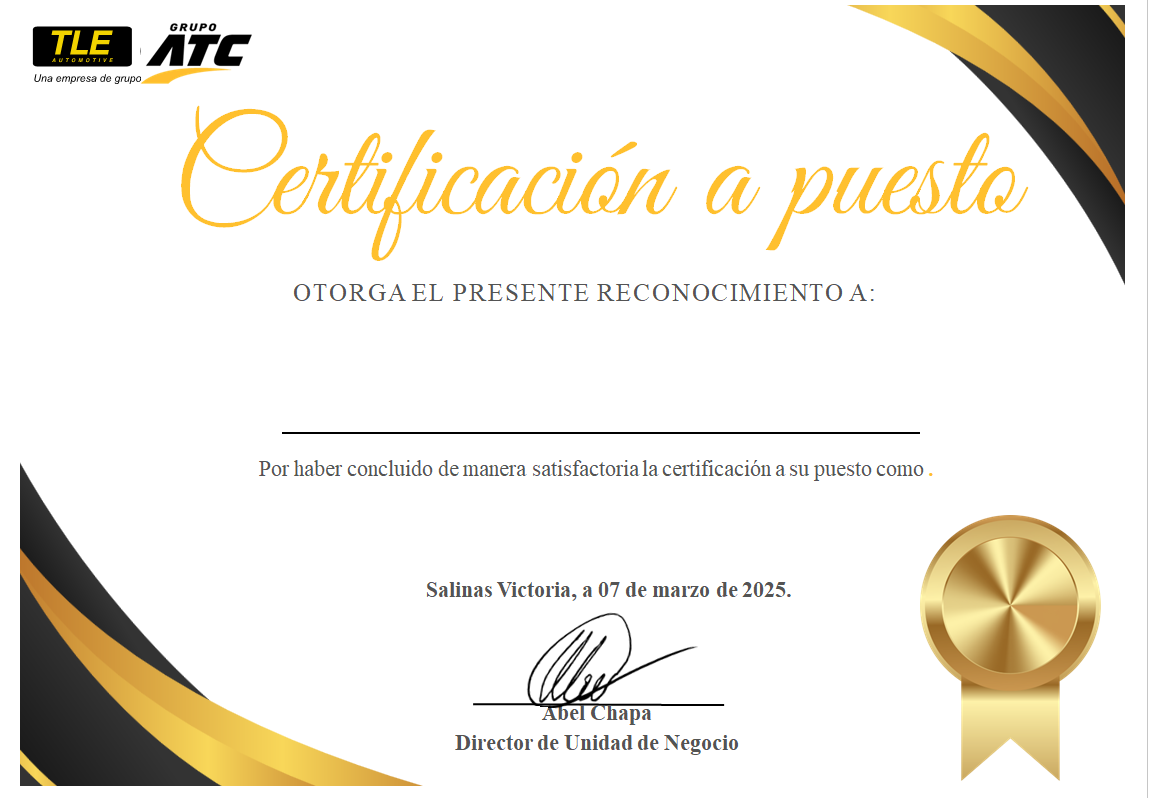 TLE
AUTOMOTIVE
GRUPO
ATC
Una empresa de grupo
Certificación a puesto
OTORGA EL PRESENTE RECONOCIMIENTO A:
Por haber concluido de manera satisfactoria la certificación a su puesto como .
Salinas Victoria, a 07 de marzo de 2025.
Abel Chapa
Director de Unidad de Negocio